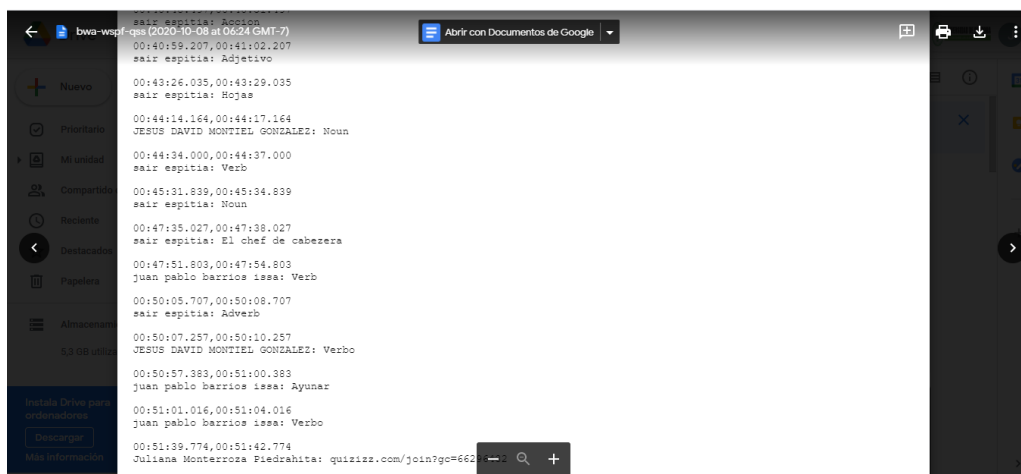 bwa-wspf-qss (2020-10-08 at 06:24 GMT-7)
Abrir con Documentos de Google
Nuevo
Prioritario
Mi unidad
Compartido
Reciente
Destacados
Papelera
5,3 GB
Instala Drive para
ordenadores
Descargar
Más información
sair espitia: Accion
00:40:59.207,00:41:02.207
sair espitia: Adjetivo
00:43:26.035,00:43:29.035
sair espitia: Hojas
00:44:14.164,00:44:17.164
JESUS DAVID MONTIEL GONZALEZ: Noun
00:44:34.000,00:44:37.000
sair espitia: Verb
00:45:31.839,00:45:34.839
sair espitia: Noun
00:47:35.027,00:47:38.027
sair espitia: El chef de cabezera
00:47:51.803,00:47:54.803
juan pablo barrios issa: Verb
00:50:05.707,00:50:08.707
sair espitia: Adverb
00:50:07.257,00:50:10.257
JESUS DAVID MONTIEL GONZALEZ: Verbo
00:50:57.383,00:51:00.383
juan pablo barrios issa: Ayunar
00:51:01.016,00:51:04.016
juan pablo barrios issa: Verbo
00:51:39.774,00:51:42.774
Juliana Monterroza Piedrahita: